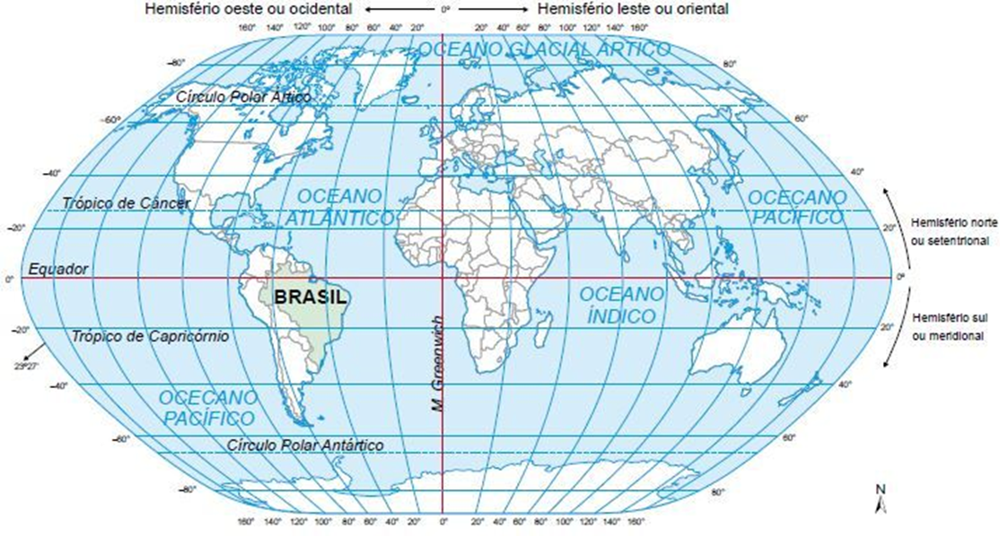 Hemisfério oeste ou ocidental 0° Hemisfério leste ou oriental
160° 140° 120° 100° 80° 60° 40° 20° 20° 40° 60° 80° 100° 120° 140° 160°
OCEANO GLACIAL ÁRTICO
–80° 80°
Círculo Polar Ártico
–60° 60°
–40° 40°
OCEANO
ATLÂNTICO
OCECANO
PACÍFICO
Trópico de Câncer
–20° 20°
Hemisfério norte
ou setentrional
Equador
0° 0°
BRASIL
OCEANO
ÍNDICO
Hemisfério sul
ou meridional
–20° 20°
Trópico de Capricórnio
23°27'
M. Greenwich
–40° 40°
OCECANO
PACÍFICO
–60° 60°
Círculo Polar Antártico
–80° 80°
N
160° 140° 120° 100° 80° 60° 40° 20° 0° 20° 40° 60° 80° 100° 120° 140° 160°